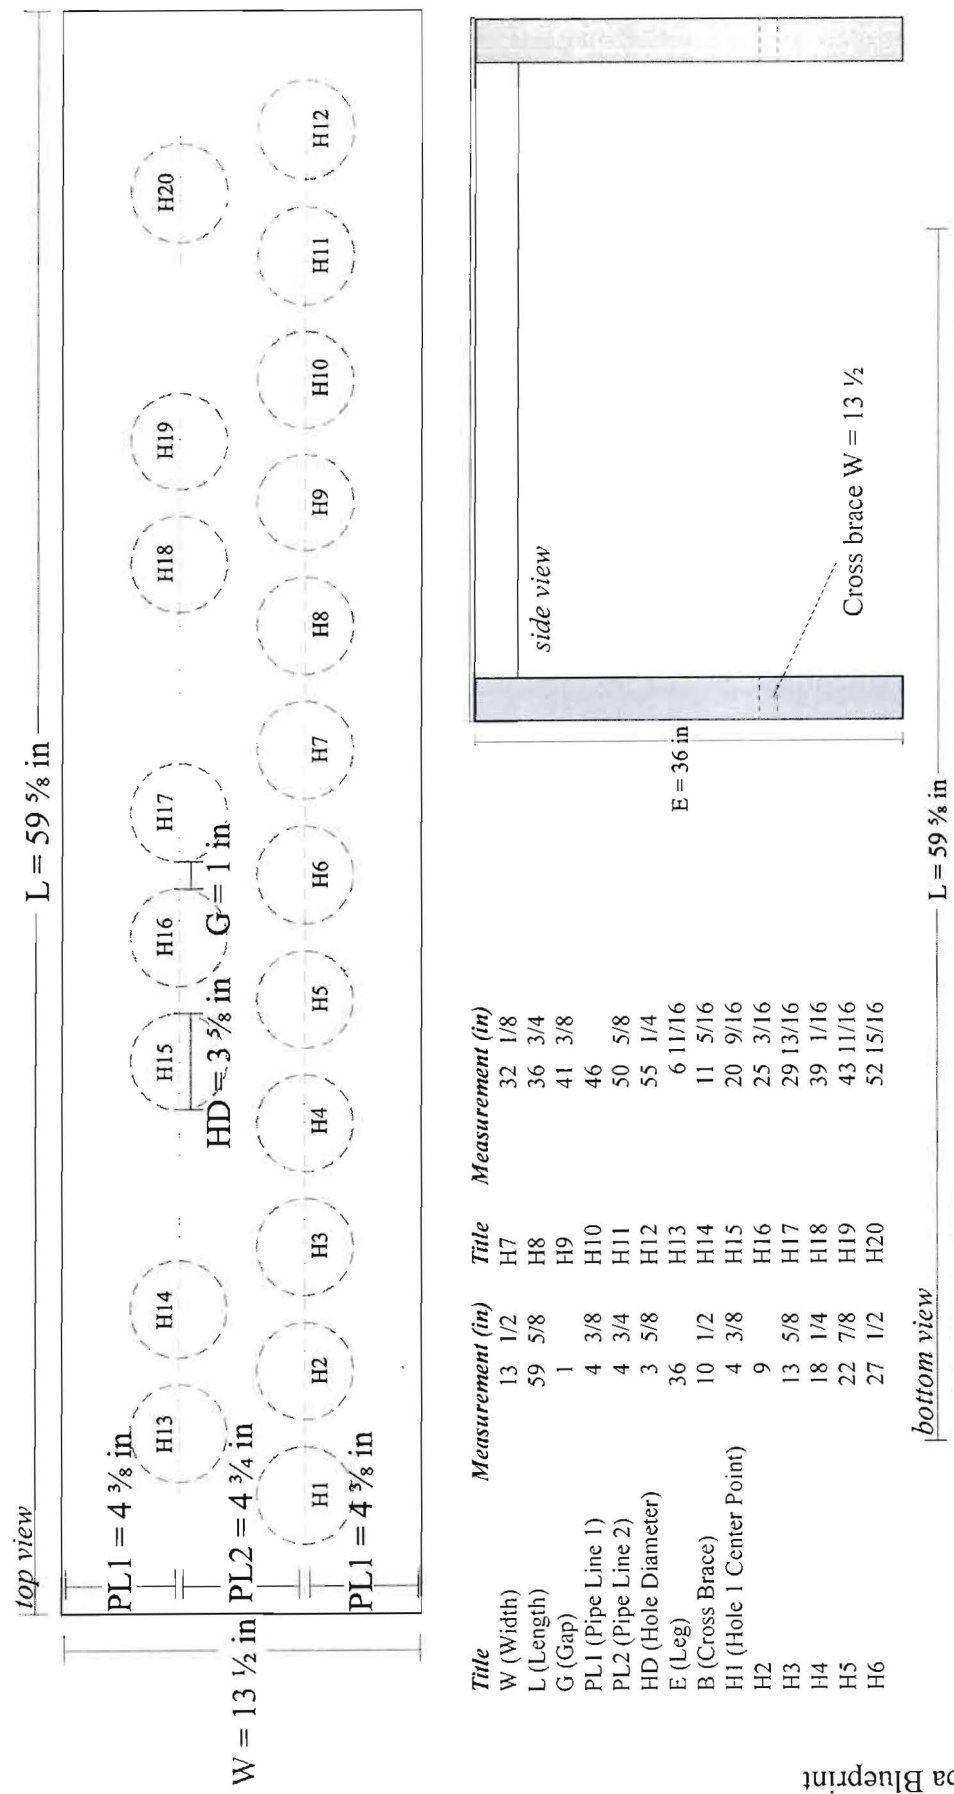 top view
L = 59 ⅝ in
W = 13 ½ in
PL1 = 4 ⅜ in
PL2 = 4 ¾ in
PL1 = 4 ⅜ in
H13 H14 H15 H16 H17 H18 H19 H20
HD = 3 ⅝ in
G = 1 in
H1 H2 H3 H4 H5 H6 H7 H8 H9 H10 H11 H12
Title Measurement (in) Title Measurement (in)
W (Width) 13 1/2 H7 32 1/8
L (Length) 59 5/8 H8 36 3/4
G (Gap) 1 H9 41 3/8
PL1 (Pipe Line 1) 4 3/8 H10 46
PL2 (Pipe Line 2) 4 3/4 H11 50 5/8
HD (Hole Diameter) 3 5/8 H12 55 1/4
E (Leg) 36 H13 6 11/16
B (Cross Brace) 10 1/2 H14 11 5/16
H1 (Hole 1 Center Point) 4 3/8 H15 20 9/16
H2 9 H16 25 3/16
H3 13 5/8 H17 29 13/16
H4 18 1/4 H18 39 1/16
H5 22 7/8 H19 43 11/16
H6 27 1/2 H20 52 15/16
side view
E = 36 in
Cross brace W = 13 ½
bottom view
L = 59 ⅝ in
Blueprint